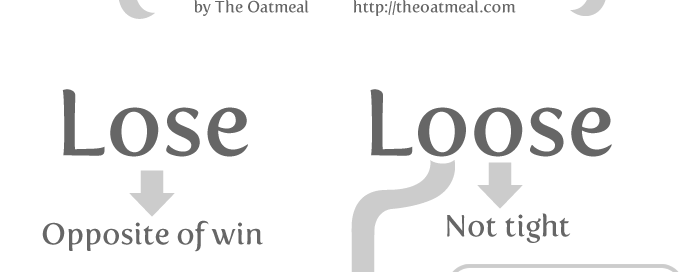 by The Oatmeal http://theoatmeal.com
Lose Loose
Opposite of win Not tight